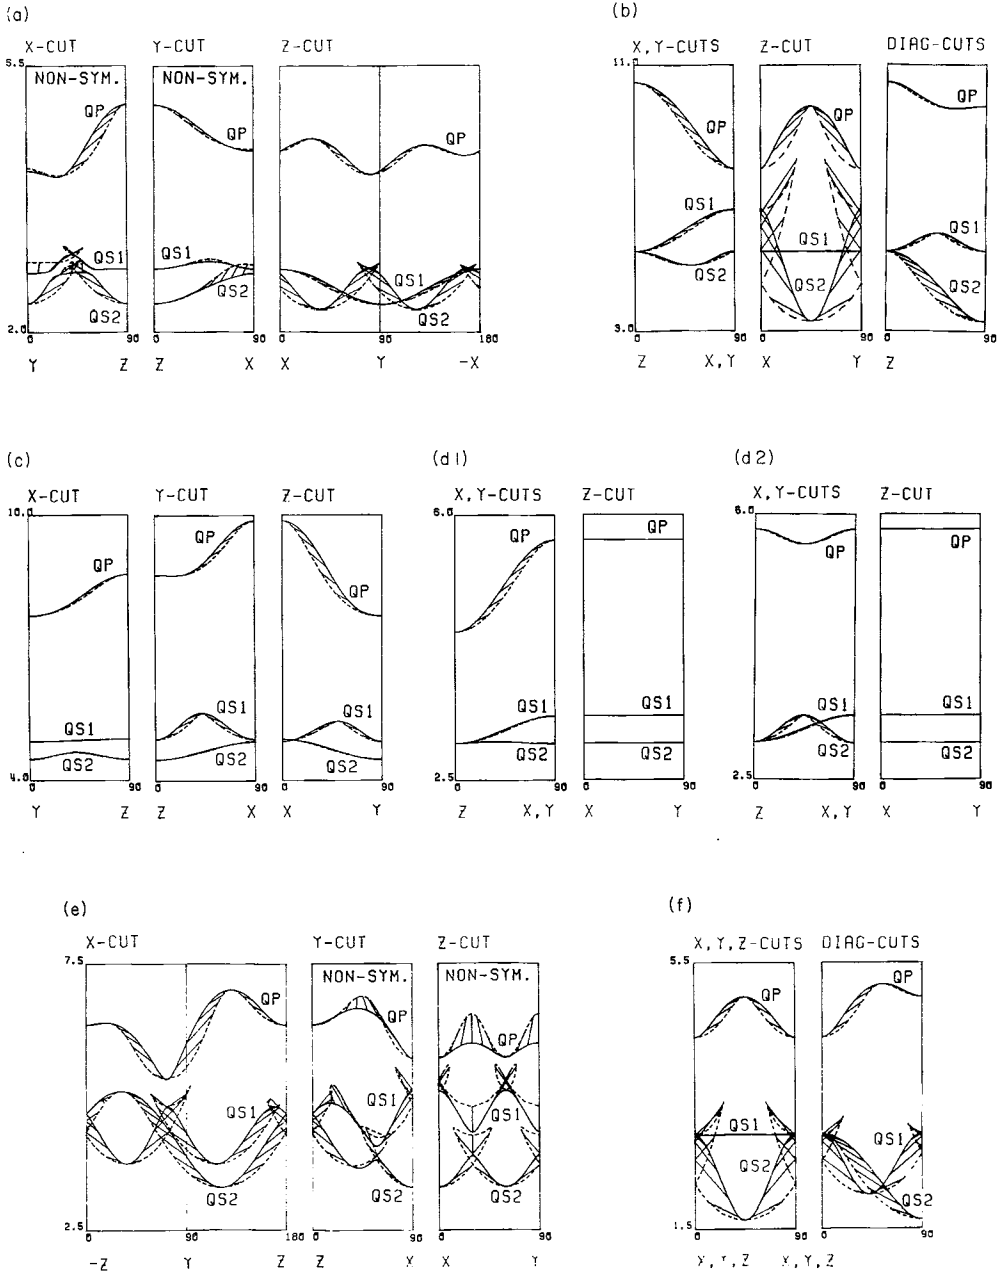 (a)
X-CUT Y-CUT Z-CUT
5.5
NON-SYM. NON-SYM.
QP QP QP
QS1 QS1 QS1
QS2 QS2 QS2
2.0
0 90 0 90 0 180
Y Z Z X X Y -X
(b)
X,Y-CUTS Z-CUT DIAG-CUTS
11.0
QP QP QP
QS1 QS1 QS1
QS2 QS2 QS2
3.0
0 90 0 90 0 90
Z X,Y X Y Z
(c)
X-CUT Y-CUT Z-CUT
10.0
QP QP QP
QS1 QS1 QS1
QS2 QS2 QS2
4.0
0 90 0 90 0 90
Y Z Z X X Y
(d1)
X,Y-CUTS Z-CUT
6.0
QP QP
QS1 QS1
QS2 QS2
2.5
0 90 0 90
Z X,Y X Y
(d2)
X,Y-CUTS Z-CUT
6.0
QP QP
QS1 QS1
QS2 QS2
2.5
0 90 0 90
Z X,Y X Y
(e)
X-CUT Y-CUT Z-CUT
7.5
NON-SYM. NON-SYM.
QP QP QP
QS1 QS1 QS1
QS2 QS2 QS2
2.5
0 180 0 90 0 90
-Z Y Z Z X X Y
(f)
X,Y,Z-CUTS DIAG-CUTS
5.5
QP QP
QS1 QS1
QS2 QS2
1.5
0 90 0 90
X,Y,Z X,Y,Z